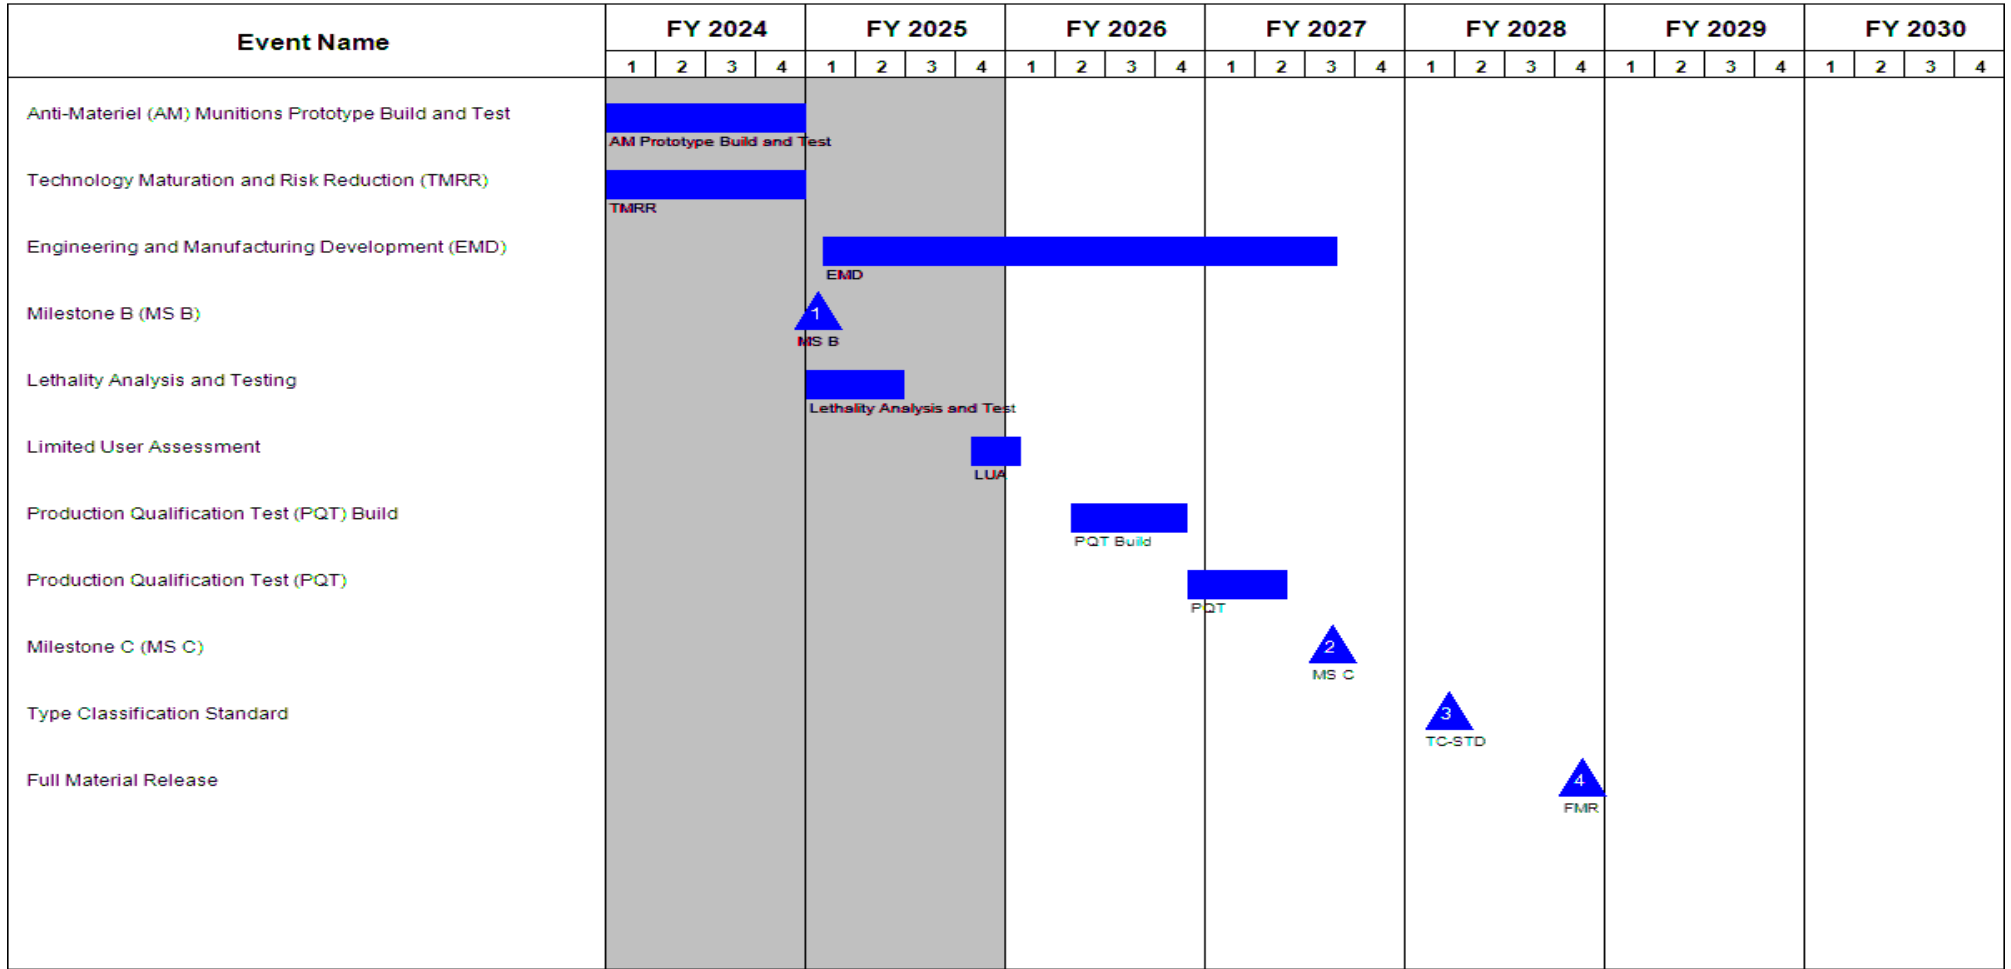 Event Name
FY 2024 FY 2025 FY 2026 FY 2027 FY 2028 FY 2029 FY 2030
1 2 3 4 1 2 3 4 1 2 3 4 1 2 3 4 1 2 3 4 1 2 3 4 1 2 3 4
Anti-Materiel (AM) Munitions Prototype Build and Test
AM Prototype Build and Test
Technology Maturation and Risk Reduction (TMRR)
TMRR
Engineering and Manufacturing Development (EMD)
EMD
Milestone B (MS B)
1
MS B
Lethality Analysis and Testing
Lethality Analysis and Test
Limited User Assessment
LUA
Production Qualification Test (PQT) Build
PQT Build
Production Qualification Test (PQT)
PQT
Milestone C (MS C)
2
MS C
Type Classification Standard
3
TC-STD
Full Material Release
4
FMR